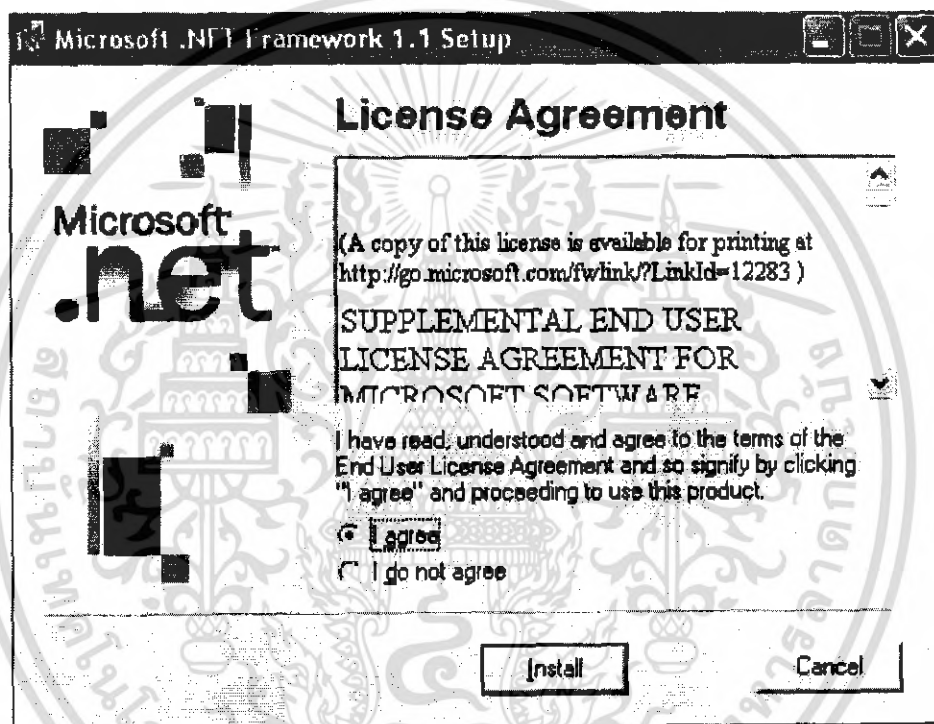 Microsoft .NET Framework 1.1 Setup
License Agreement
Microsoft
.net
(A copy of this license is available for printing at
http://go.microsoft.com/fwlink/?LinkId=12283 )
SUPPLEMENTAL END USER
LICENSE AGREEMENT FOR
MICROSOFT SOFTWARE
I have read, understood and agree to the terms of the
End User License Agreement and so signify by clicking
"I agree" and proceeding to use this product.
I agree
I do not agree
Install
Cancel